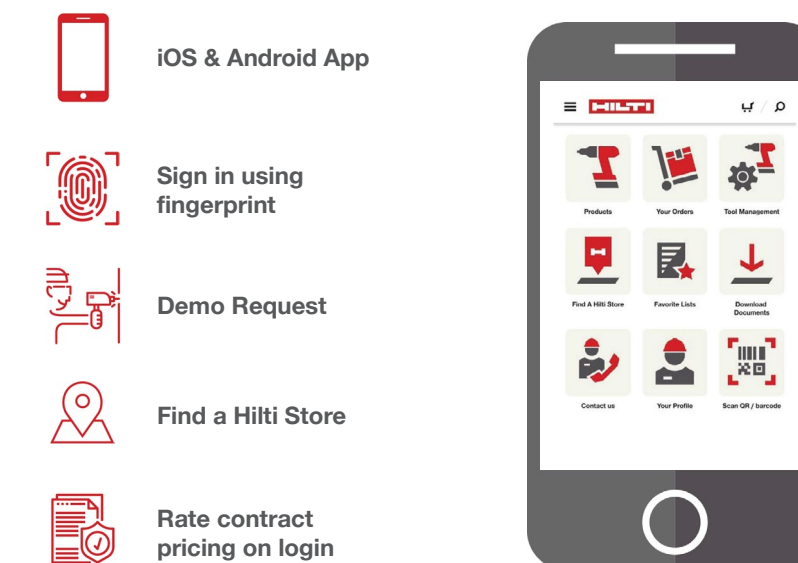 iOS & Android App
Sign in using
fingerprint
Demo Request
Find a Hilti Store
Rate contract
pricing on login
HILTI
Products
Your Orders
Tool Management
Find A Hilti Store
Favorite Lists
Download
Documents
Contact us
Your Profile
Scan QR / barcode